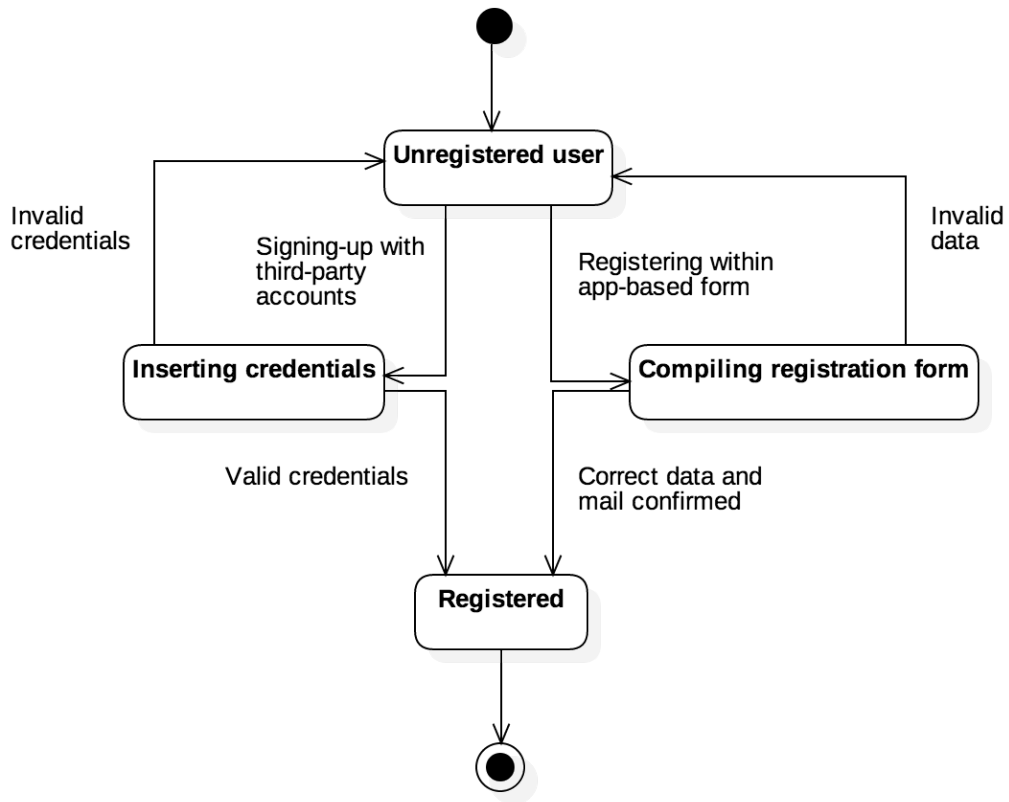 Unregistered user
Invalid
credentials
Signing-up with
third-party
accounts
Registering within
app-based form
Invalid
data
Inserting credentials
Compiling registration form
Valid credentials
Correct data and
mail confirmed
Registered